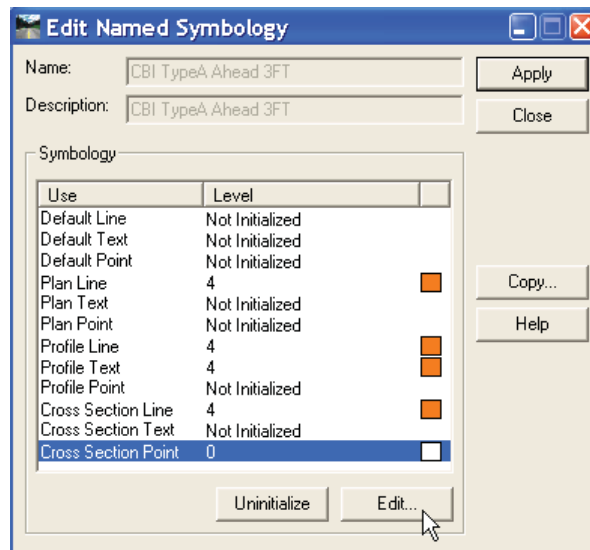 Edit Named Symbology
Name: CBI TypeA Ahead 3FT Apply
Description: CBI TypeA Ahead 3FT Close
Symbology
Use Level
Default Line Not Initialized
Default Text Not Initialized
Default Point Not Initialized
Plan Line 4
Plan Text Not Initialized
Plan Point Not Initialized
Profile Line 4
Profile Text 4
Profile Point Not Initialized
Cross Section Line 4
Cross Section Text Not Initialized
Cross Section Point 0
Copy...
Help
Uninitialize Edit...